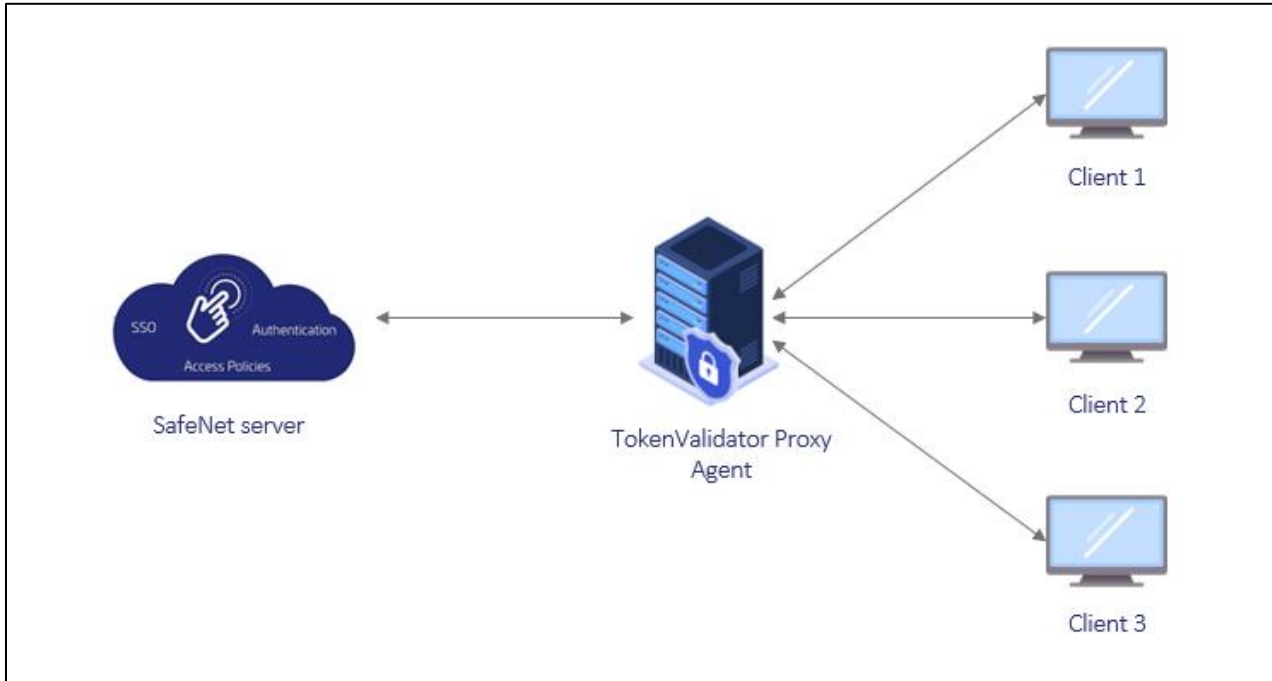 SSO
Authentication
Access Policies
SafeNet server
TokenValidator Proxy
Agent
Client 1
Client 2
Client 3